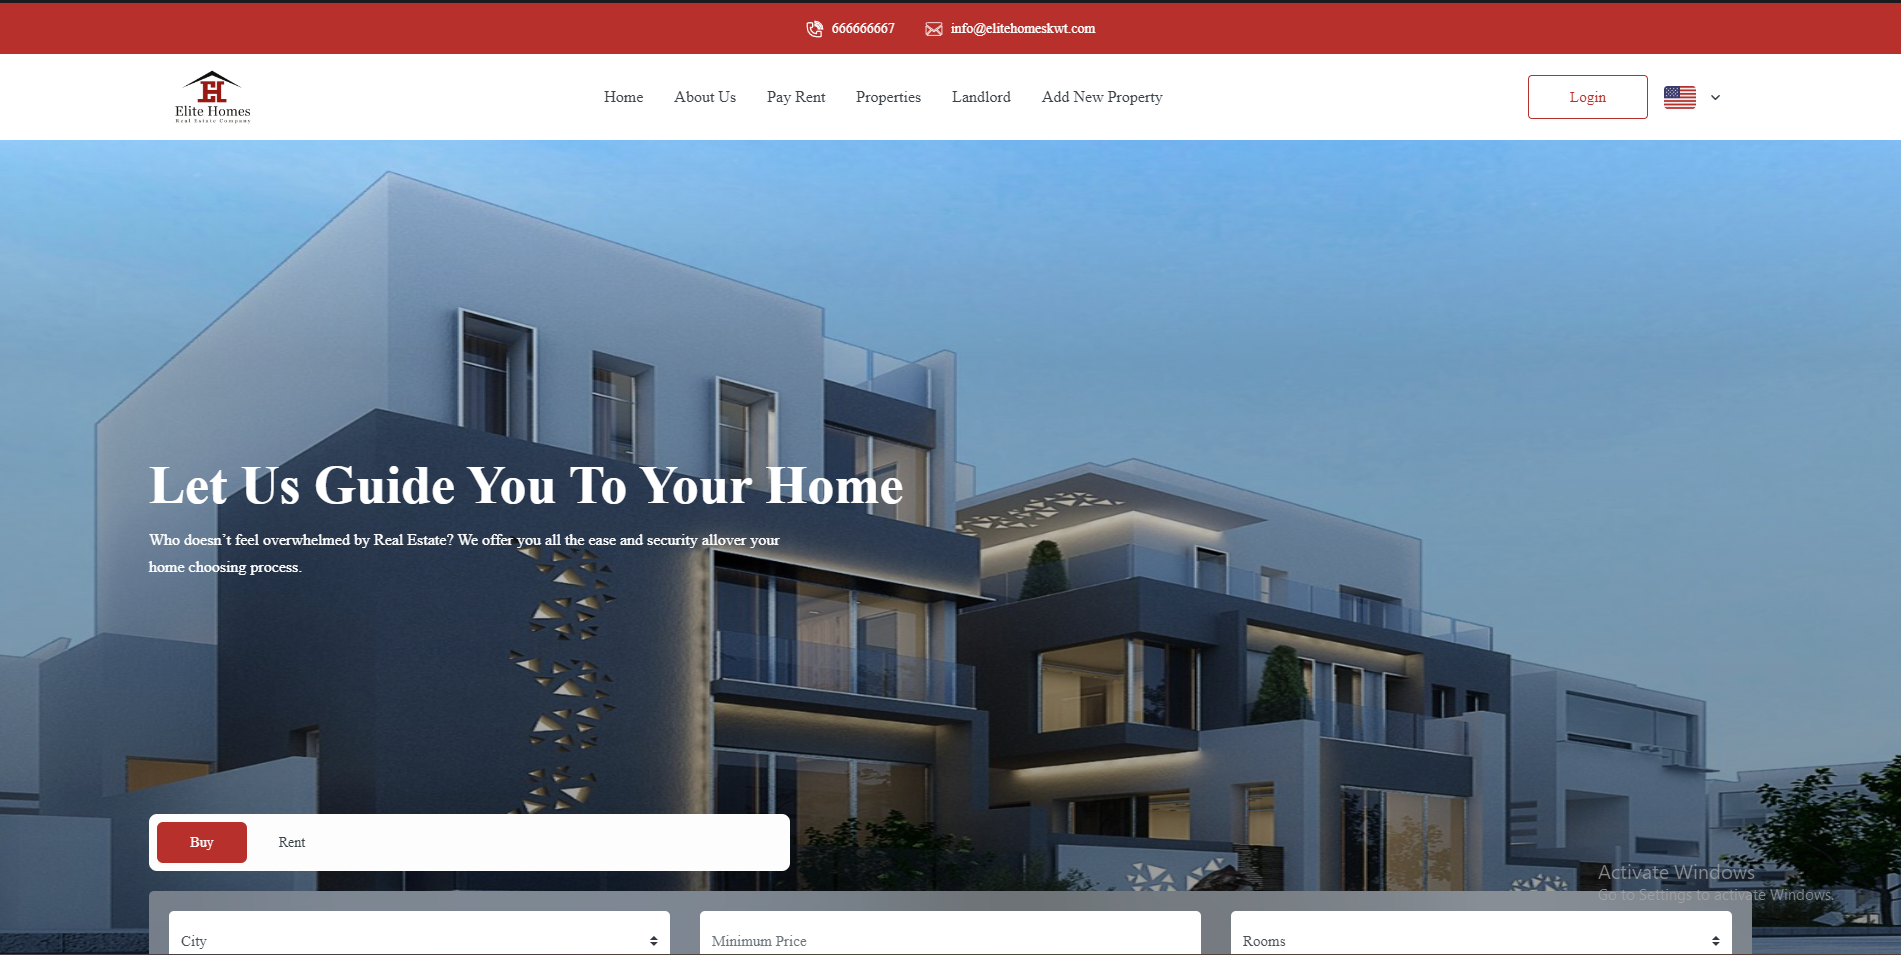 666666667
info@elitehomeskwt.com
EH
Elite Homes
Real Estate Company
Home
About Us
Pay Rent
Properties
Landlord
Add New Property
Login
Let Us Guide You To Your Home
Who doesn't feel overwhelmed by Real Estate? We offer you all the ease and security allover your
home choosing process.
Buy
Rent
Activate Windows
Go to Settings to activate Windows.
City
Minimum Price
Rooms